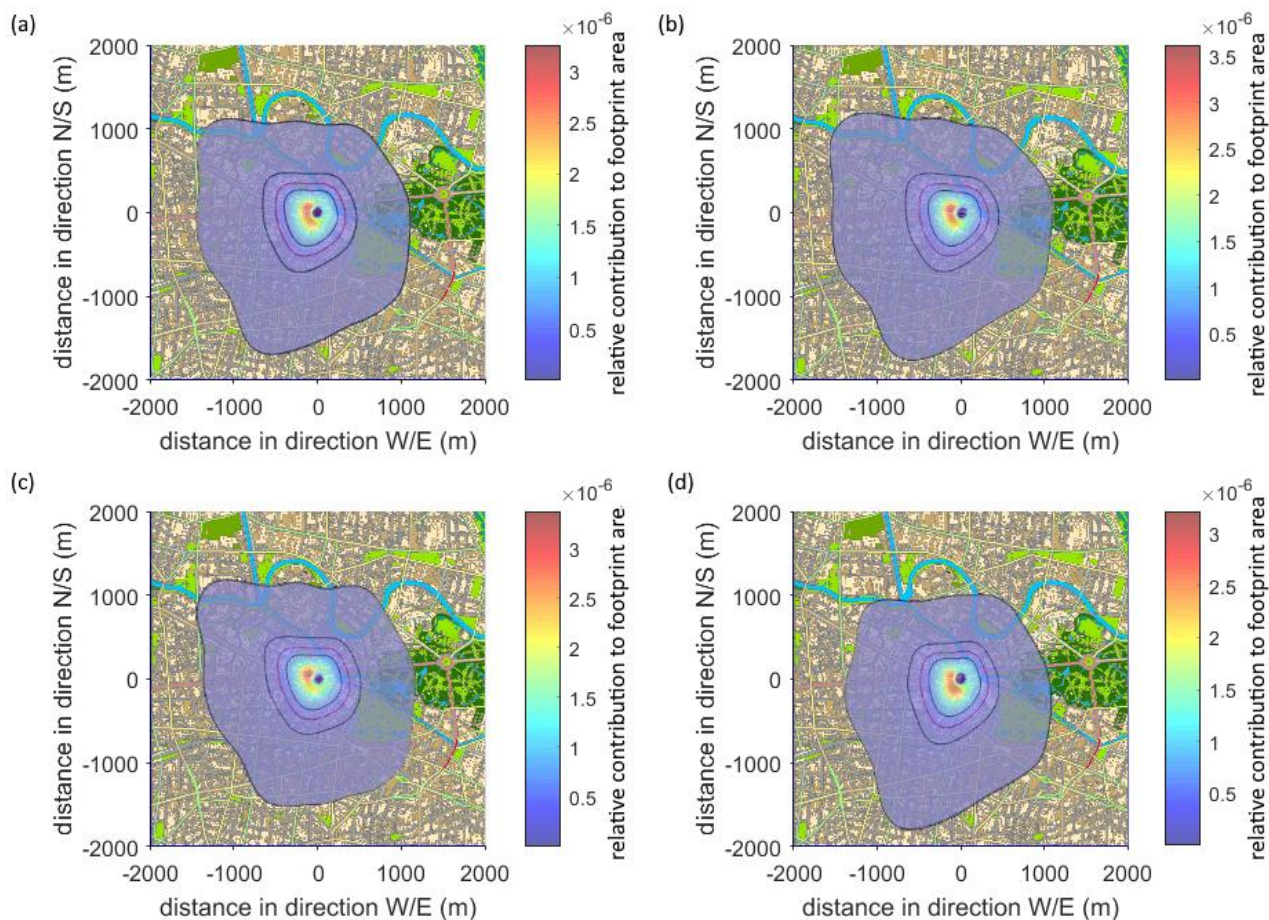 (a)
×10⁻⁶
2000
1000
0
-1000
-2000
-2000 -1000 0 1000 2000
distance in direction N/S (m)
distance in direction W/E (m)
3
2.5
2
1.5
1
0.5
relative contribution to footprint area
(b)
×10⁻⁶
2000
1000
0
-1000
-2000
-2000 -1000 0 1000 2000
distance in direction N/S (m)
distance in direction W/E (m)
3.5
3
2.5
2
1.5
1
0.5
relative contribution to footprint area
(c)
×10⁻⁶
2000
1000
0
-1000
-2000
-2000 -1000 0 1000 2000
distance in direction N/S (m)
distance in direction W/E (m)
3
2.5
2
1.5
1
0.5
relative contribution to footprint are
(d)
×10⁻⁶
2000
1000
0
-1000
-2000
-2000 -1000 0 1000 2000
distance in direction N/S (m)
distance in direction W/E (m)
3
2.5
2
1.5
1
0.5
relative contribution to footprint area